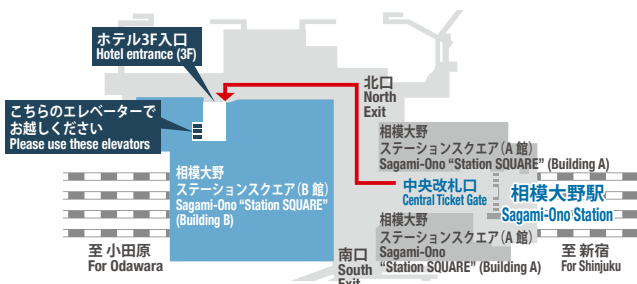 ホテル3F入口
Hotel entrance (3F)
こちらのエレベーターで
お越しください
Please use these elevators
北口
North
Exit
相模大野
ステーションスクエア(A 館)
Sagami-Ono “Station SQUARE” (Building A)
相模大野
ステーションスクエア(B 館)
Sagami-Ono “Station SQUARE”
(Building B)
中央改札口
Central Ticket Gate
相模大野駅
Sagami-Ono Station
相模大野
ステーションスクエア(A 館)
Sagami-Ono
“Station SQUARE” (Building A)
至 小田原
For Odawara
南口
South
Exit
至 新宿
For Shinjuku